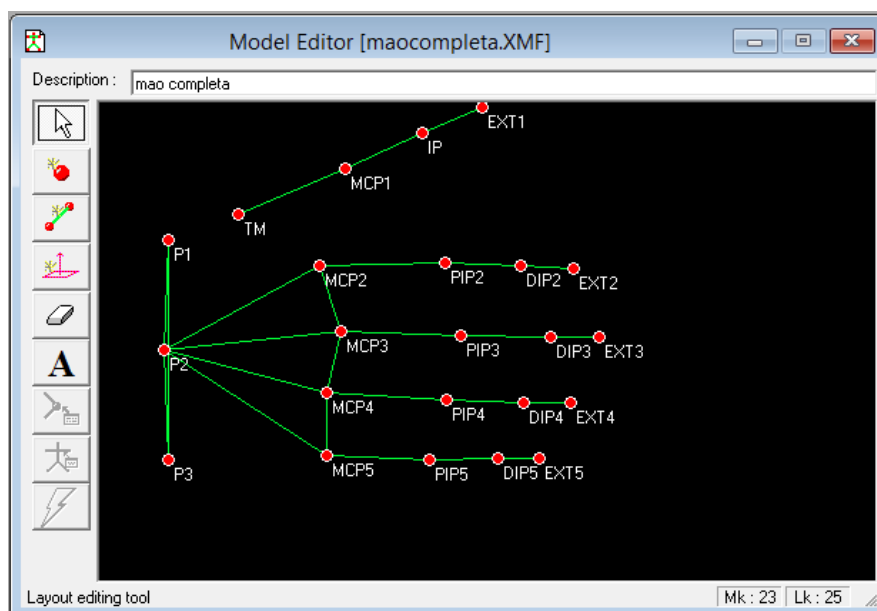 Model Editor [maocompleta.XMF]
Description : mao completa
EXT1
IP
MCP1
TM
P1
MCP2 PIP2 DIP2 EXT2
MCP3 PIP3 DIP3 EXT3
P2
MCP4 PIP4 DIP4 EXT4
P3 MCP5 PIP5 DIP5 EXT5
A
Layout editing tool Mk : 23 Lk : 25